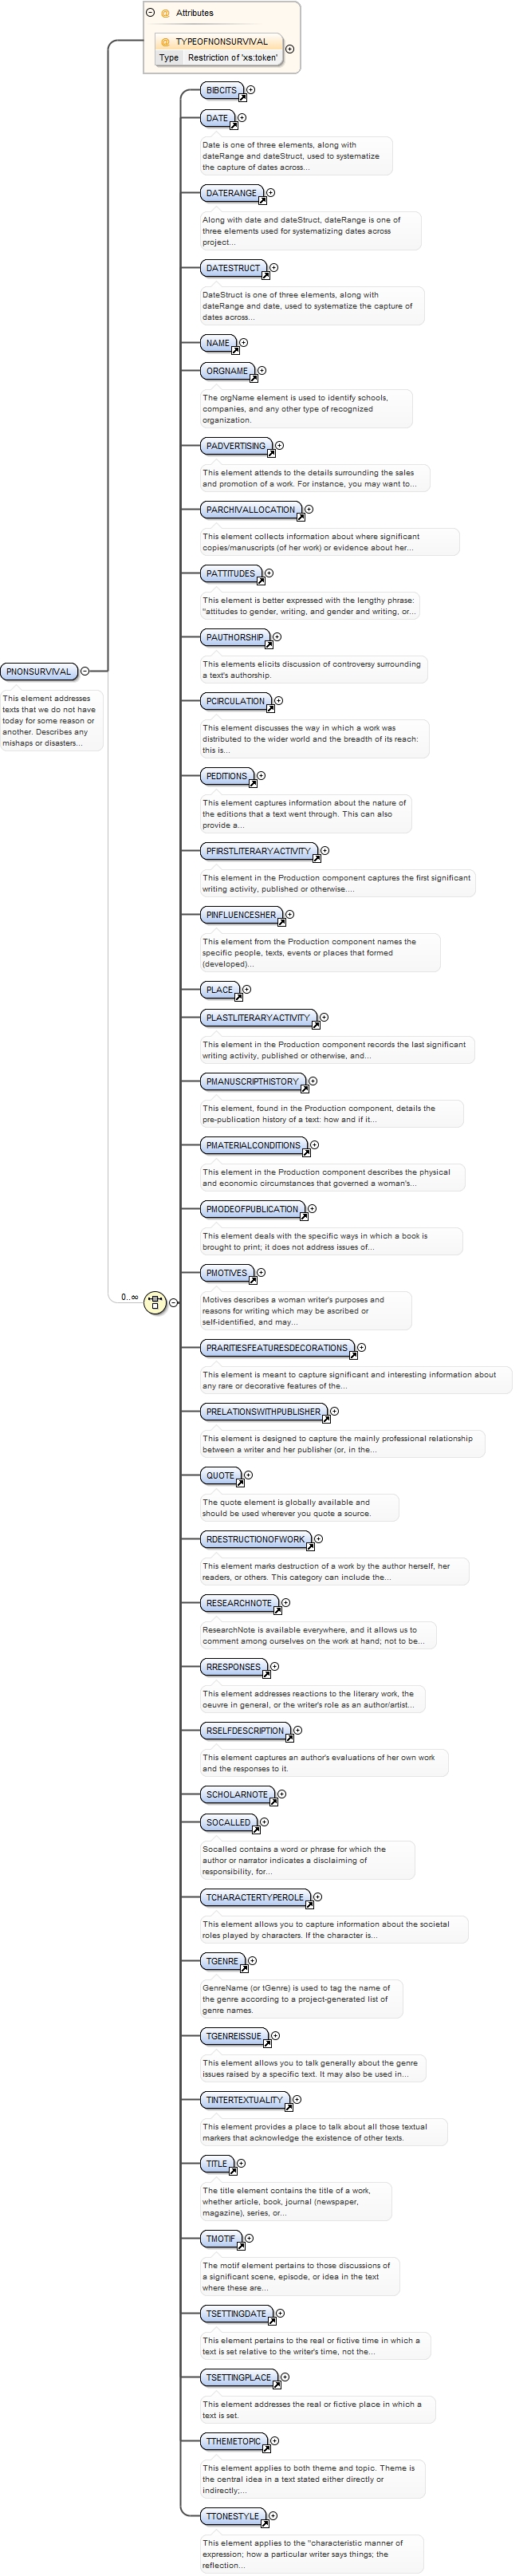 Attributes
TYPEOFNONSURVIVAL
Type Restriction of 'xs:token'
BIBCITS
DATE
Date is one of three elements, along with
dateRange and dateStruct, used to systematize
the capture of dates across...
DATERANGE
Along with date and dateStruct, dateRange is one of
three elements used for systematizing dates across
project...
DATESTRUCT
DateStruct is one of three elements, along with
dateRange and date, used to systematize the capture of
dates across...
NAME
ORGNAME
The orgName element is used to identify schools,
companies, and any other type of recognized
organization.
PADVERTISING
This element attends to the details surrounding the sales
and promotion of a work. For instance, you may want to...
PARCHIVALLOCATION
This element collects information about where significant
copies/manuscripts (of her work) or evidence about her...
PATTITUDES
This element is better expressed with the lengthy phrase:
"attitudes to gender, writing, and gender and writing, or...
PAUTHORSHIP
This elements elicits discussion of controversy surrounding
a text's authorship.
PNONSURVIVAL
This element addresses
texts that we do not have
today for some reason or
another. Describes any
mishaps or disasters...
PCIRCULATION
This element discusses the way in which a work was
distributed to the wider world and the breadth of its reach:
this is...
PEDITIONS
This element captures information about the nature of
the editions that a text went through. This can also
provide a...
PFIRSTLITERARYACTIVITY
This element in the Production component captures the first significant
writing activity, published or otherwise....
PINFLUENCESHER
This element from the Production component names the
specific people, texts, events or places that formed
(developed)...
PLACE
PLASTLITERARYACTIVITY
This element in the Production component records the last significant
writing activity, published or otherwise, and...
PMANUSCRIPTHISTORY
This element, found in the Production component, details the
pre-publication history of a text: how and if it...
PMATERIALCONDITIONS
This element in the Production component describes the physical
and economic circumstances that governed a woman's...
PMODEOFPUBLICATION
This element deals with the specific ways in which a book is
brought to print; it does not address issues of...
PMOTIVES
0..∞
Motives describes a woman writer's purposes and
reasons for writing which may be ascribed or
self-identified, and may...
PRARITIESFEATURESDECORATIONS
This element is meant to capture significant and interesting information about
any rare or decorative features of the...
PRELATIONSWITHPUBLISHER
This element is designed to capture the mainly professional relationship
between a writer and her publisher (or, in the...
QUOTE
The quote element is globally available and
should be used wherever you quote a source.
RDESTRUCTIONOFWORK
This element marks destruction of a work by the author herself, her
readers, or others. This category can include the...
RESEARCHNOTE
ResearchNote is available everywhere, and it allows us to
comment among ourselves on the work at hand; not to be...
RRESPONSES
This element addresses reactions to the literary work, the
oeuvre in general, or the writer's role as an author/artist...
RSELFDESCRIPTION
This element captures an author's evaluations of her own work
and the responses to it.
SCHOLARNOTE
SOCALLED
Socalled contains a word or phrase for which the
author or narrator indicates a disclaiming of
responsibility, for...
TCHARACTERTYPEROLE
This element allows you to capture information about the societal
roles played by characters. If the character is...
TGENRE
GenreName (or tGenre) is used to tag the name of
the genre according to a project-generated list of
genre names.
TGENREISSUE
This element allows you to talk generally about the genre
issues raised by a specific text. It may also be used in...
TINTERTEXTUALITY
This element provides a place to talk about all those textual
markers that acknowledge the existence of other texts.
TITLE
The title element contains the title of a work,
whether article, book, journal (newspaper,
magazine), series, or...
TMOTIF
The motif element pertains to those discussions of
a significant scene, episode, or idea in the text
where these are...
TSETTINGDATE
This element pertains to the real or fictive time in which a
text is set relative to the writer's time, not the...
TSETTINGPLACE
This element addresses the real or fictive place in which a
text is set.
TTHEMETOPIC
This element applies to both theme and topic. Theme is
the central idea in a text stated either directly or
indirectly;...
TTONESTYLE
This element applies to the "characteristic manner of
expression; how a particular writer says things; the
reflection...